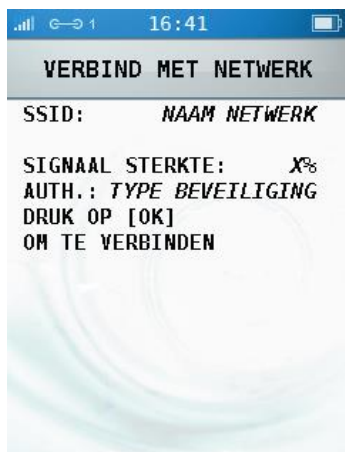 1 16:41
VERBIND MET NETWERK
SSID: NAAM NETWERK
SIGNAAL STERKTE: X%
AUTH.: TYPE BEVEILIGING
DRUK OP [OK]
OM TE VERBINDEN